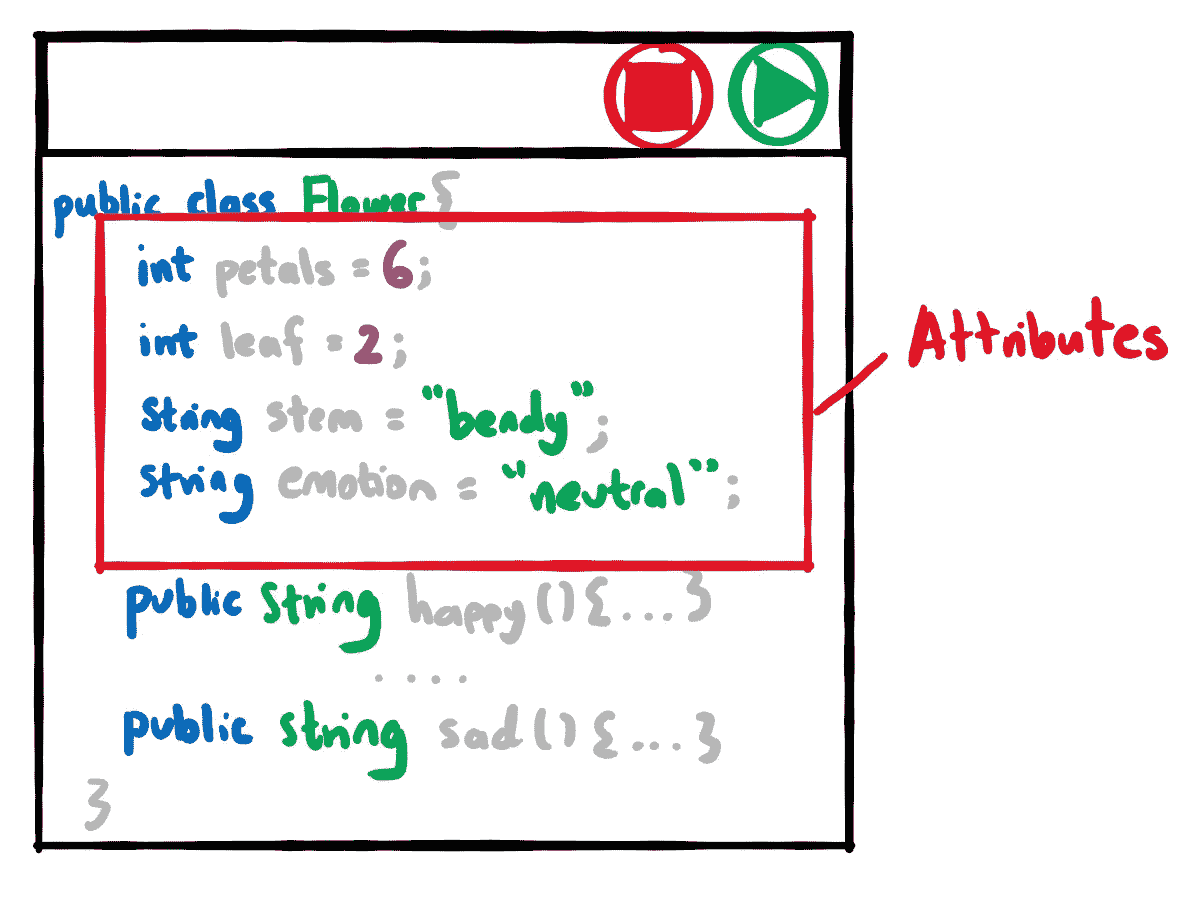 public class Flower{
int petals = 6;
int leaf = 2;
String stem = "bendy";
String emotion = "neutral";
Attributes
public String happy(){...}
....
public string sad(){...}
}